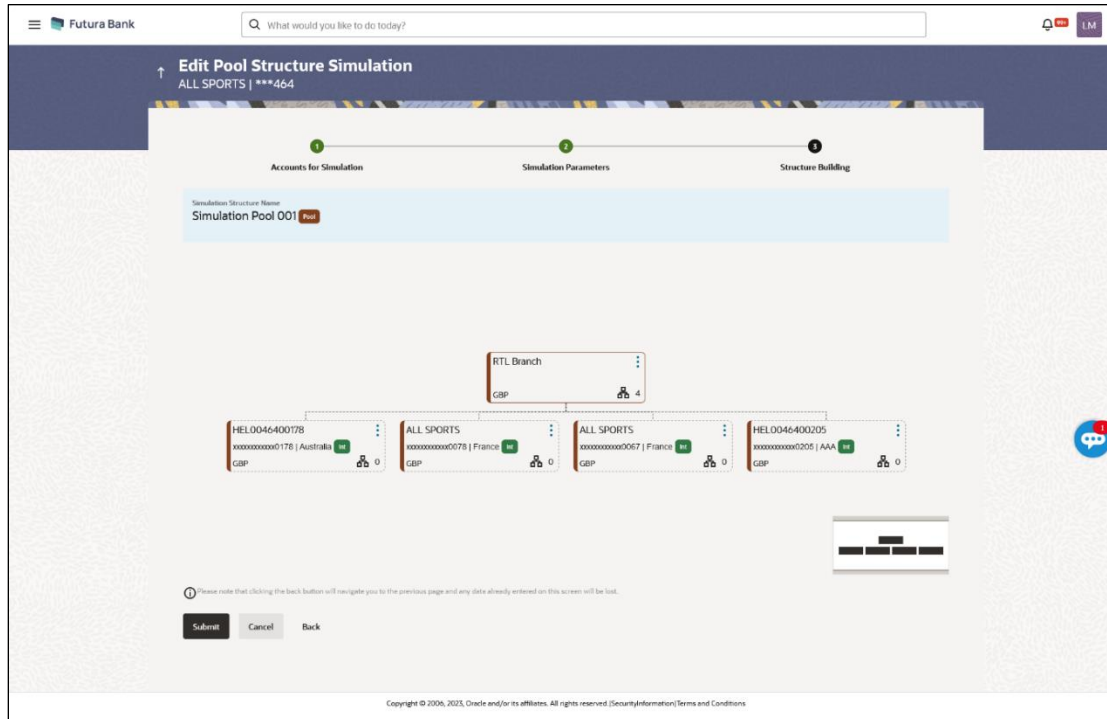 Futura Bank
What would you like to do today?
99+
LM
Edit Pool Structure Simulation
ALL SPORTS | ***464
1
2
3
Accounts for Simulation
Simulation Parameters
Structure Building
Simulation Structure Name
Simulation Pool 001 Pool
RTL Branch
GBP 4
HEL0046400178
xxxxxxxxxxxx0178 | Australia Int
GBP 0
ALL SPORTS
xxxxxxxxxxxx0078 | France Int
GBP 0
ALL SPORTS
xxxxxxxxxxxx0067 | France Int
GBP 0
HEL0046400205
xxxxxxxxxxxx0205 | AAA Int
GBP 0
1
Please note that clicking the back button will navigate you to the previous page and any data already entered on this screen will be lost.
Submit Cancel Back
Copyright © 2006, 2023, Oracle and/or its affiliates. All rights reserved.|SecurityInformation|Terms and Conditions